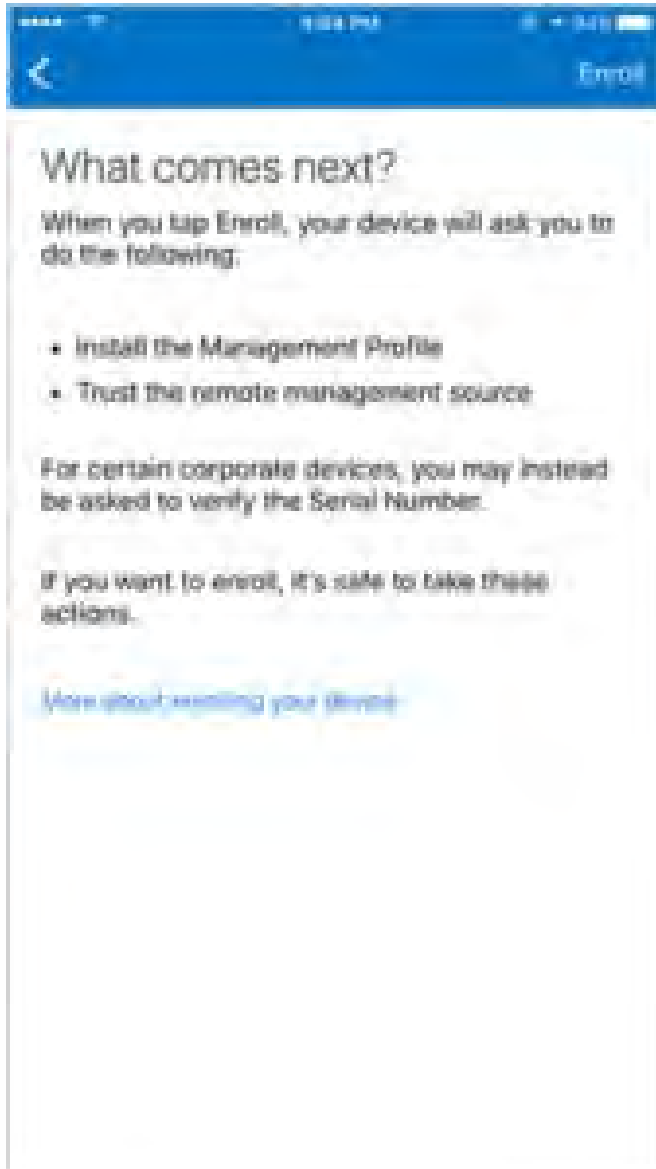 Enroll
What comes next?
When you tap Enroll, your device will ask you to
do the following:
• Install the Management Profile
• Trust the remote management source
For certain corporate devices, you may instead
be asked to verify the Serial Number.
If you want to enroll, it's safe to take these
actions.
More about enrolling your device